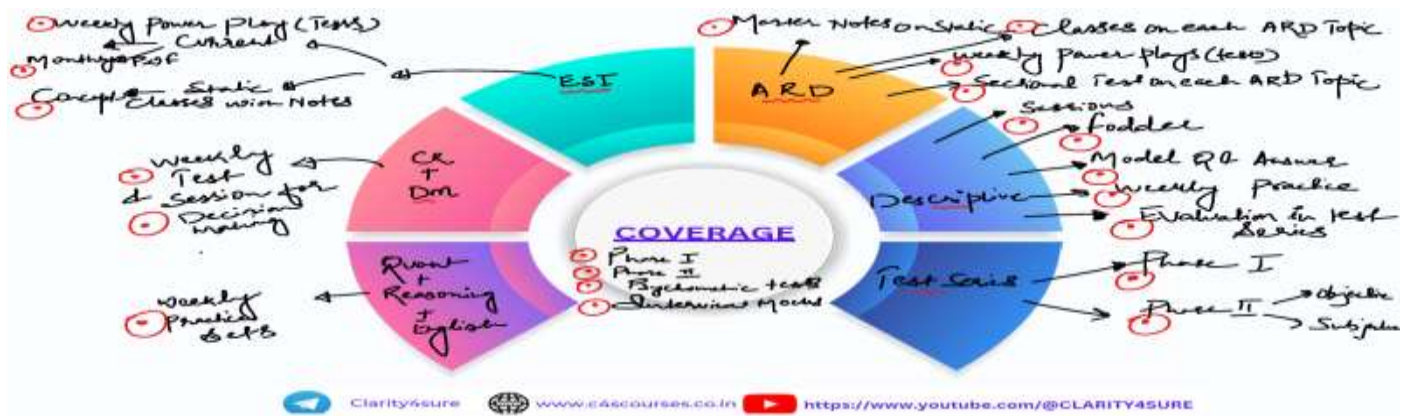 Weekly Power Play (Tests)
Current
Monthly PDF
Static
Concept Classes with Notes
ESI
Master Notes on Static
Classes on each ARD Topic
Weekly Power plays (tests)
Sectional Test on each ARD Topic
ARD
Sessions
Fodder
Model Q & Answer
Weekly Practice
Evaluation in test Series
Descriptive
Weekly
Test
& Session for
Decision
Making
CR
+
DM
COVERAGE
Phase I
Phase II
Psychometric tests
Interview Mocks
Quant
+
Reasoning
+
English
Weekly
Practice
Sets
Test Series
Phase I
Phase II
Objective
Clarity4sure
www.c4scourses.co.in
https://www.youtube.com/@CLARITY4SURE